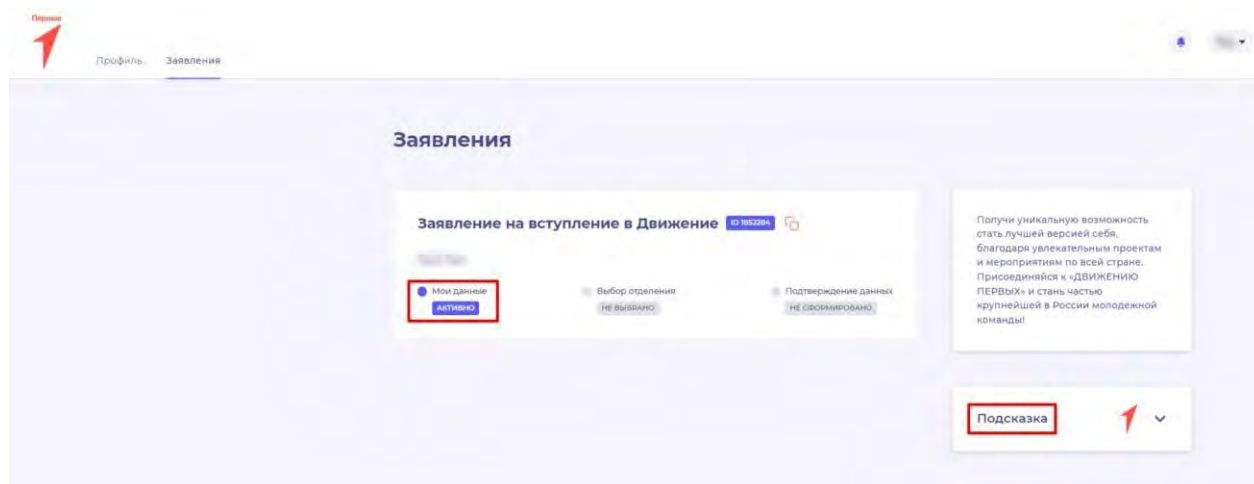 Первые
Профиль
Заявления
Заявления
Заявление на вступление в Движение
ID 1852284
Мои данные
АКТИВНО
Выбор отделения
НЕ ВЫБРАНО
Подтверждение данных
НЕ СФОРМИРОВАНО
Получи уникальную возможность
стать лучшей версией себя,
благодаря увлекательным проектам
и мероприятиям по всей стране.
Присоединяйся к «ДВИЖЕНИЮ
ПЕРВЫХ» и стань частью
крупнейшей в России молодежной
команды!
Подсказка